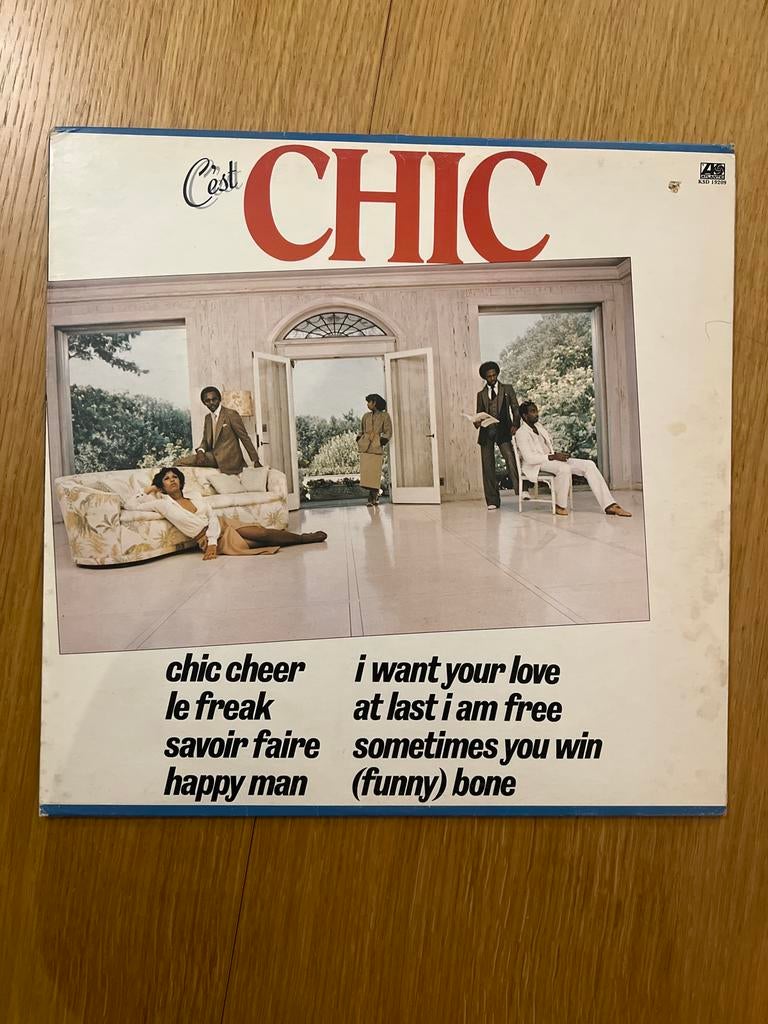 C'est
CHIC
ATLANTIC
KSD 19209
chic cheer
le freak
savoir faire
happy man
i want your love
at last i am free
sometimes you win
(funny) bone